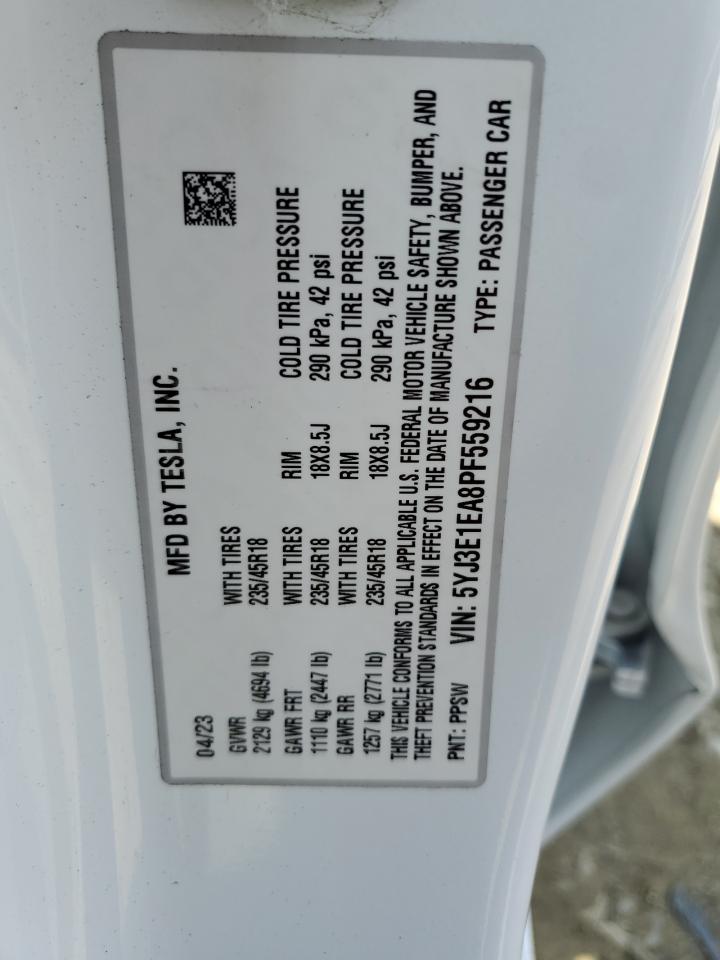 MFD BY TESLA, INC.
04/23
GVWR WITH TIRES
2129 kg (4694 lb) 235/45R18
GAWR FRT WITH TIRES RIM COLD TIRE PRESSURE
1110 kg (2447 lb) 235/45R18 18X8.5J 290 kPa, 42 psi
GAWR RR WITH TIRES RIM COLD TIRE PRESSURE
1257 kg (2771 lb) 235/45R18 18X8.5J 290 kPa, 42 psi
THIS VEHICLE CONFORMS TO ALL APPLICABLE U.S. FEDERAL MOTOR VEHICLE SAFETY, BUMPER, AND
THEFT PREVENTION STANDARDS IN EFFECT ON THE DATE OF MANUFACTURE SHOWN ABOVE.
PNT: PPSW VIN: 5YJ3E1EA8PF559216 TYPE: PASSENGER CAR